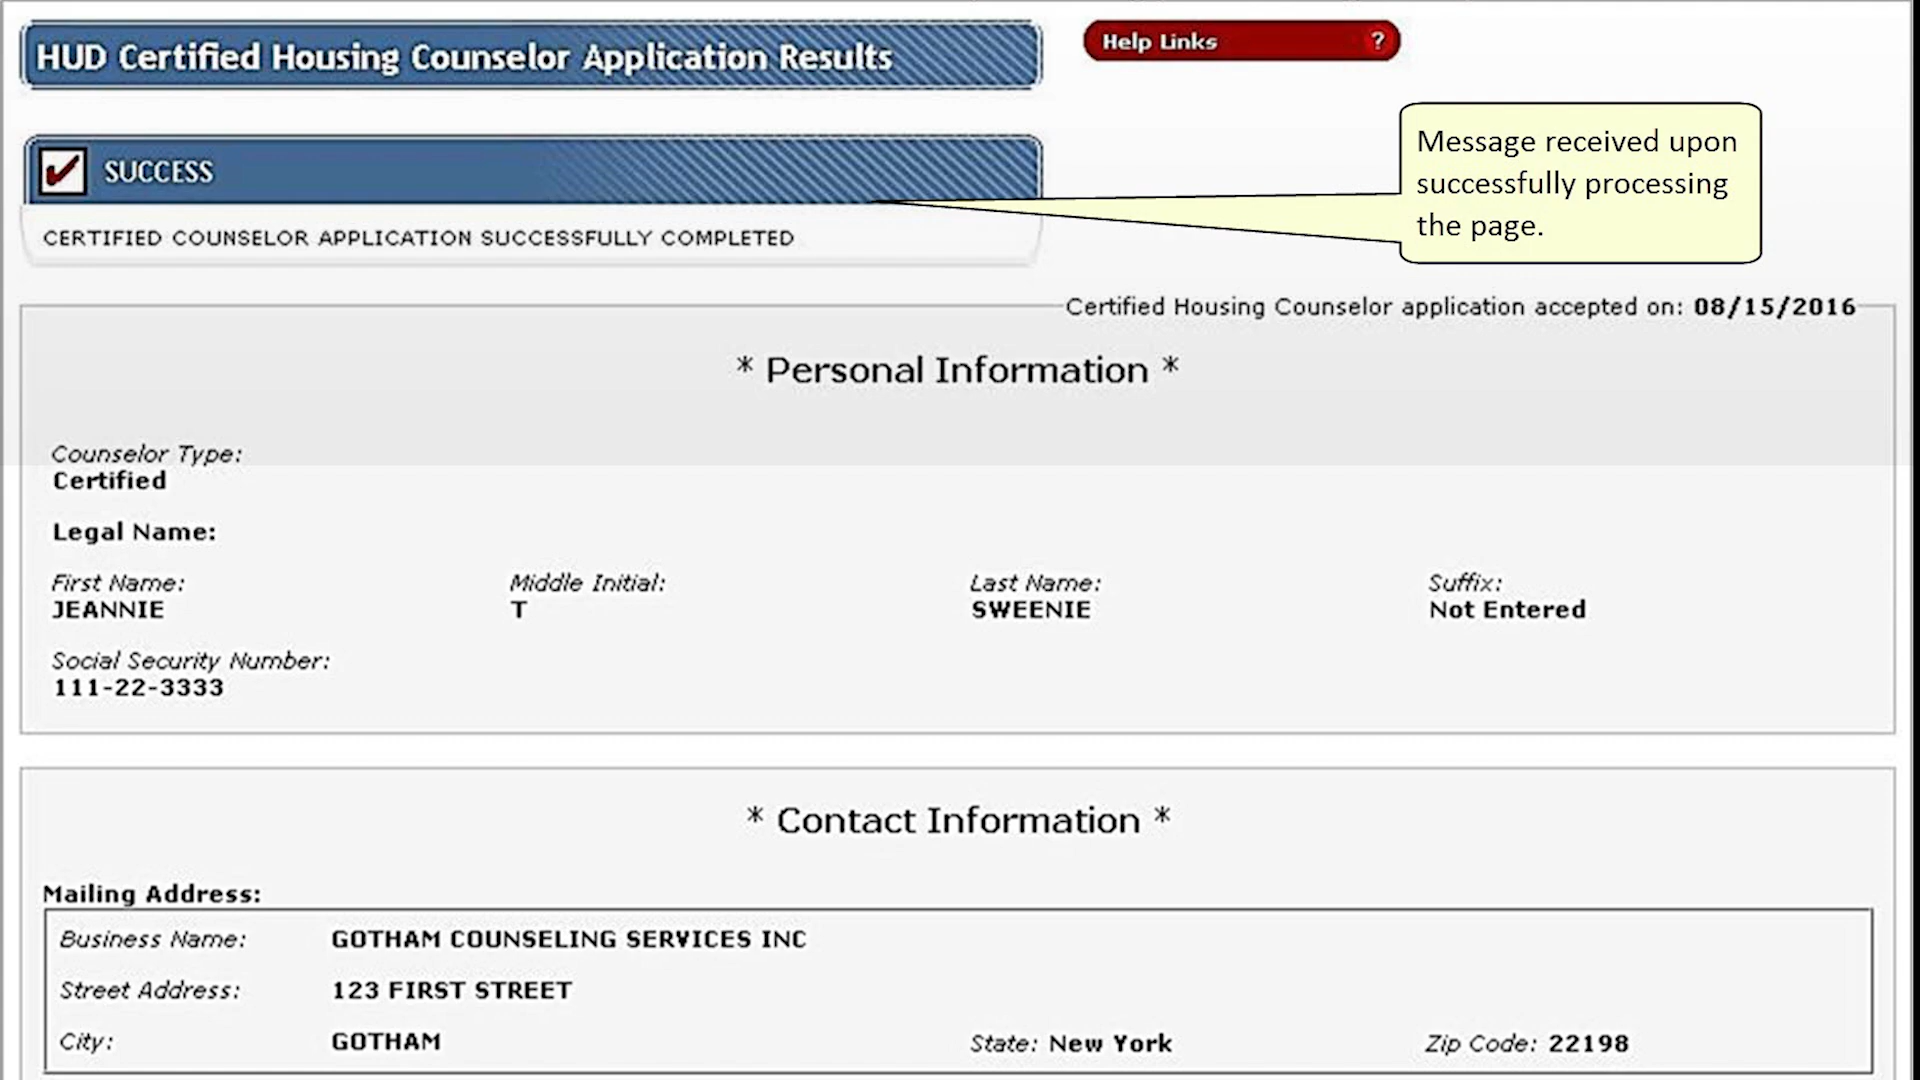 HUD Certified Housing Counselor Application Results
Help Links ?
SUCCESS
CERTIFIED COUNSELOR APPLICATION SUCCESSFULLY COMPLETED
Message received upon
successfully processing
the page.
Certified Housing Counselor application accepted on: 08/15/2016
* Personal Information *
Counselor Type:
Certified
Legal Name:
First Name: Middle Initial: Last Name: Suffix:
JEANNIE T SWEENIE Not Entered
Social Security Number:
111-22-3333
* Contact Information *
Mailing Address:
Business Name: GOTHAM COUNSELING SERVICES INC
Street Address: 123 FIRST STREET
City: GOTHAM State: New York Zip Code: 22198